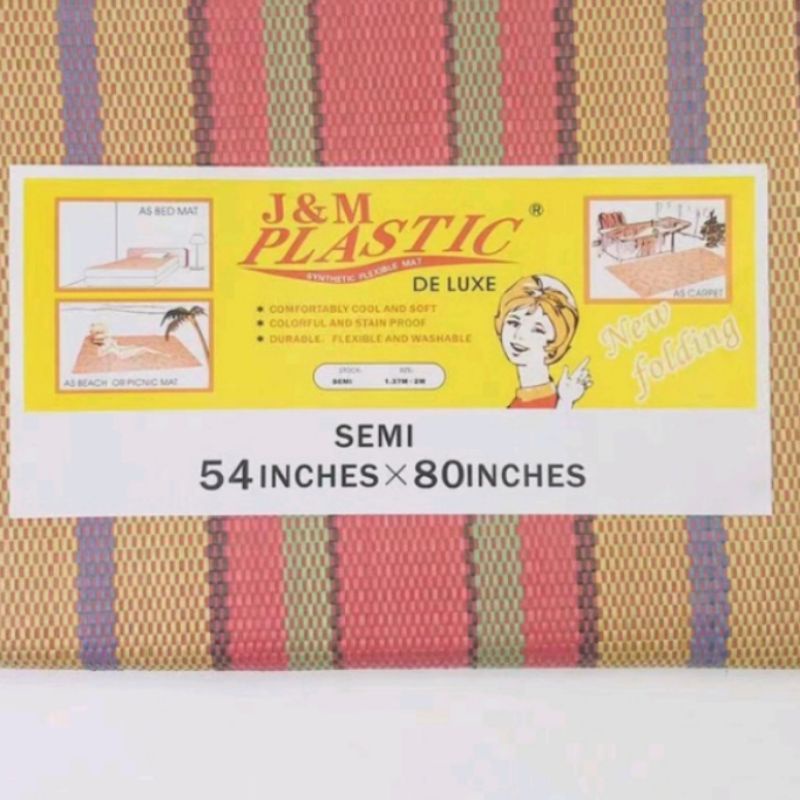 AS BED MAT
J&M
PLASTIC ®
SYNTHETIC FLEXIBLE MAT
DE LUXE
AS CARPET
* COMFORTABLY COOL AND SOFT
* COLORFUL AND STAIN PROOF
* DURABLE. FLEXIBLE AND WASHABLE
AS BEACH OR PICNIC MAT
STOCK: SIZE:
SEMI 1.37M × 2M
New
folding
SEMI
54 INCHES × 80 INCHES